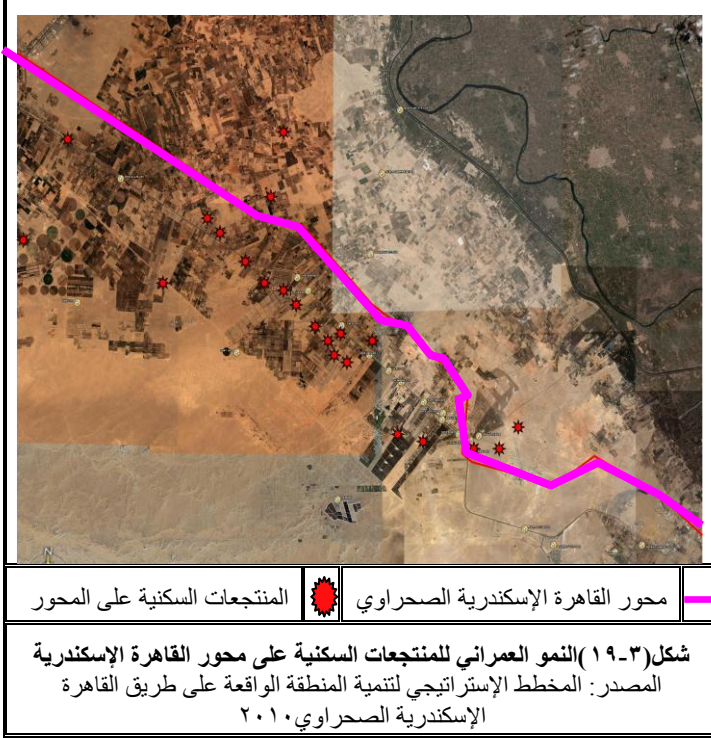 N
محور القاهرة الإسكندرية الصحراوي
المنتجعات السكنية على المحور
شكل(٣-١٩)النمو العمراني للمنتجعات السكنية على محور القاهرة الإسكندرية
المصدر: المخطط الإستراتيجي لتنمية المنطقة الواقعة على طريق القاهرة
الإسكندرية الصحراوي٢٠١٠